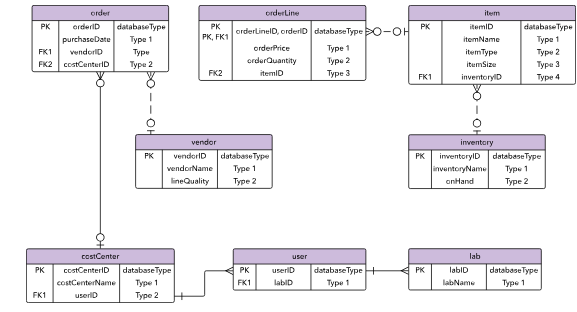 order
PK orderID databaseType
purchaseDate Type 1
FK1 vendorID Type
FK2 costCenterID Type 2
orderLine
PK
PK, FK1 orderLineID, orderID databaseType
orderPrice Type 1
orderQuantity Type 2
FK2 itemID Type 3
item
PK itemID databaseType
itemName Type 1
itemType Type 2
itemSize Type 3
FK1 inventoryID Type 4
vendor
PK vendorID databaseType
vendorName Type 1
lineQuality Type 2
inventory
PK inventoryID databaseType
inventoryName Type 1
onHand Type 2
costCenter
PK costCenterID databaseType
costCenterName Type 1
FK1 userID Type 2
user
PK userID databaseType
FK1 labID Type 1
lab
PK labID databaseType
labName Type 1